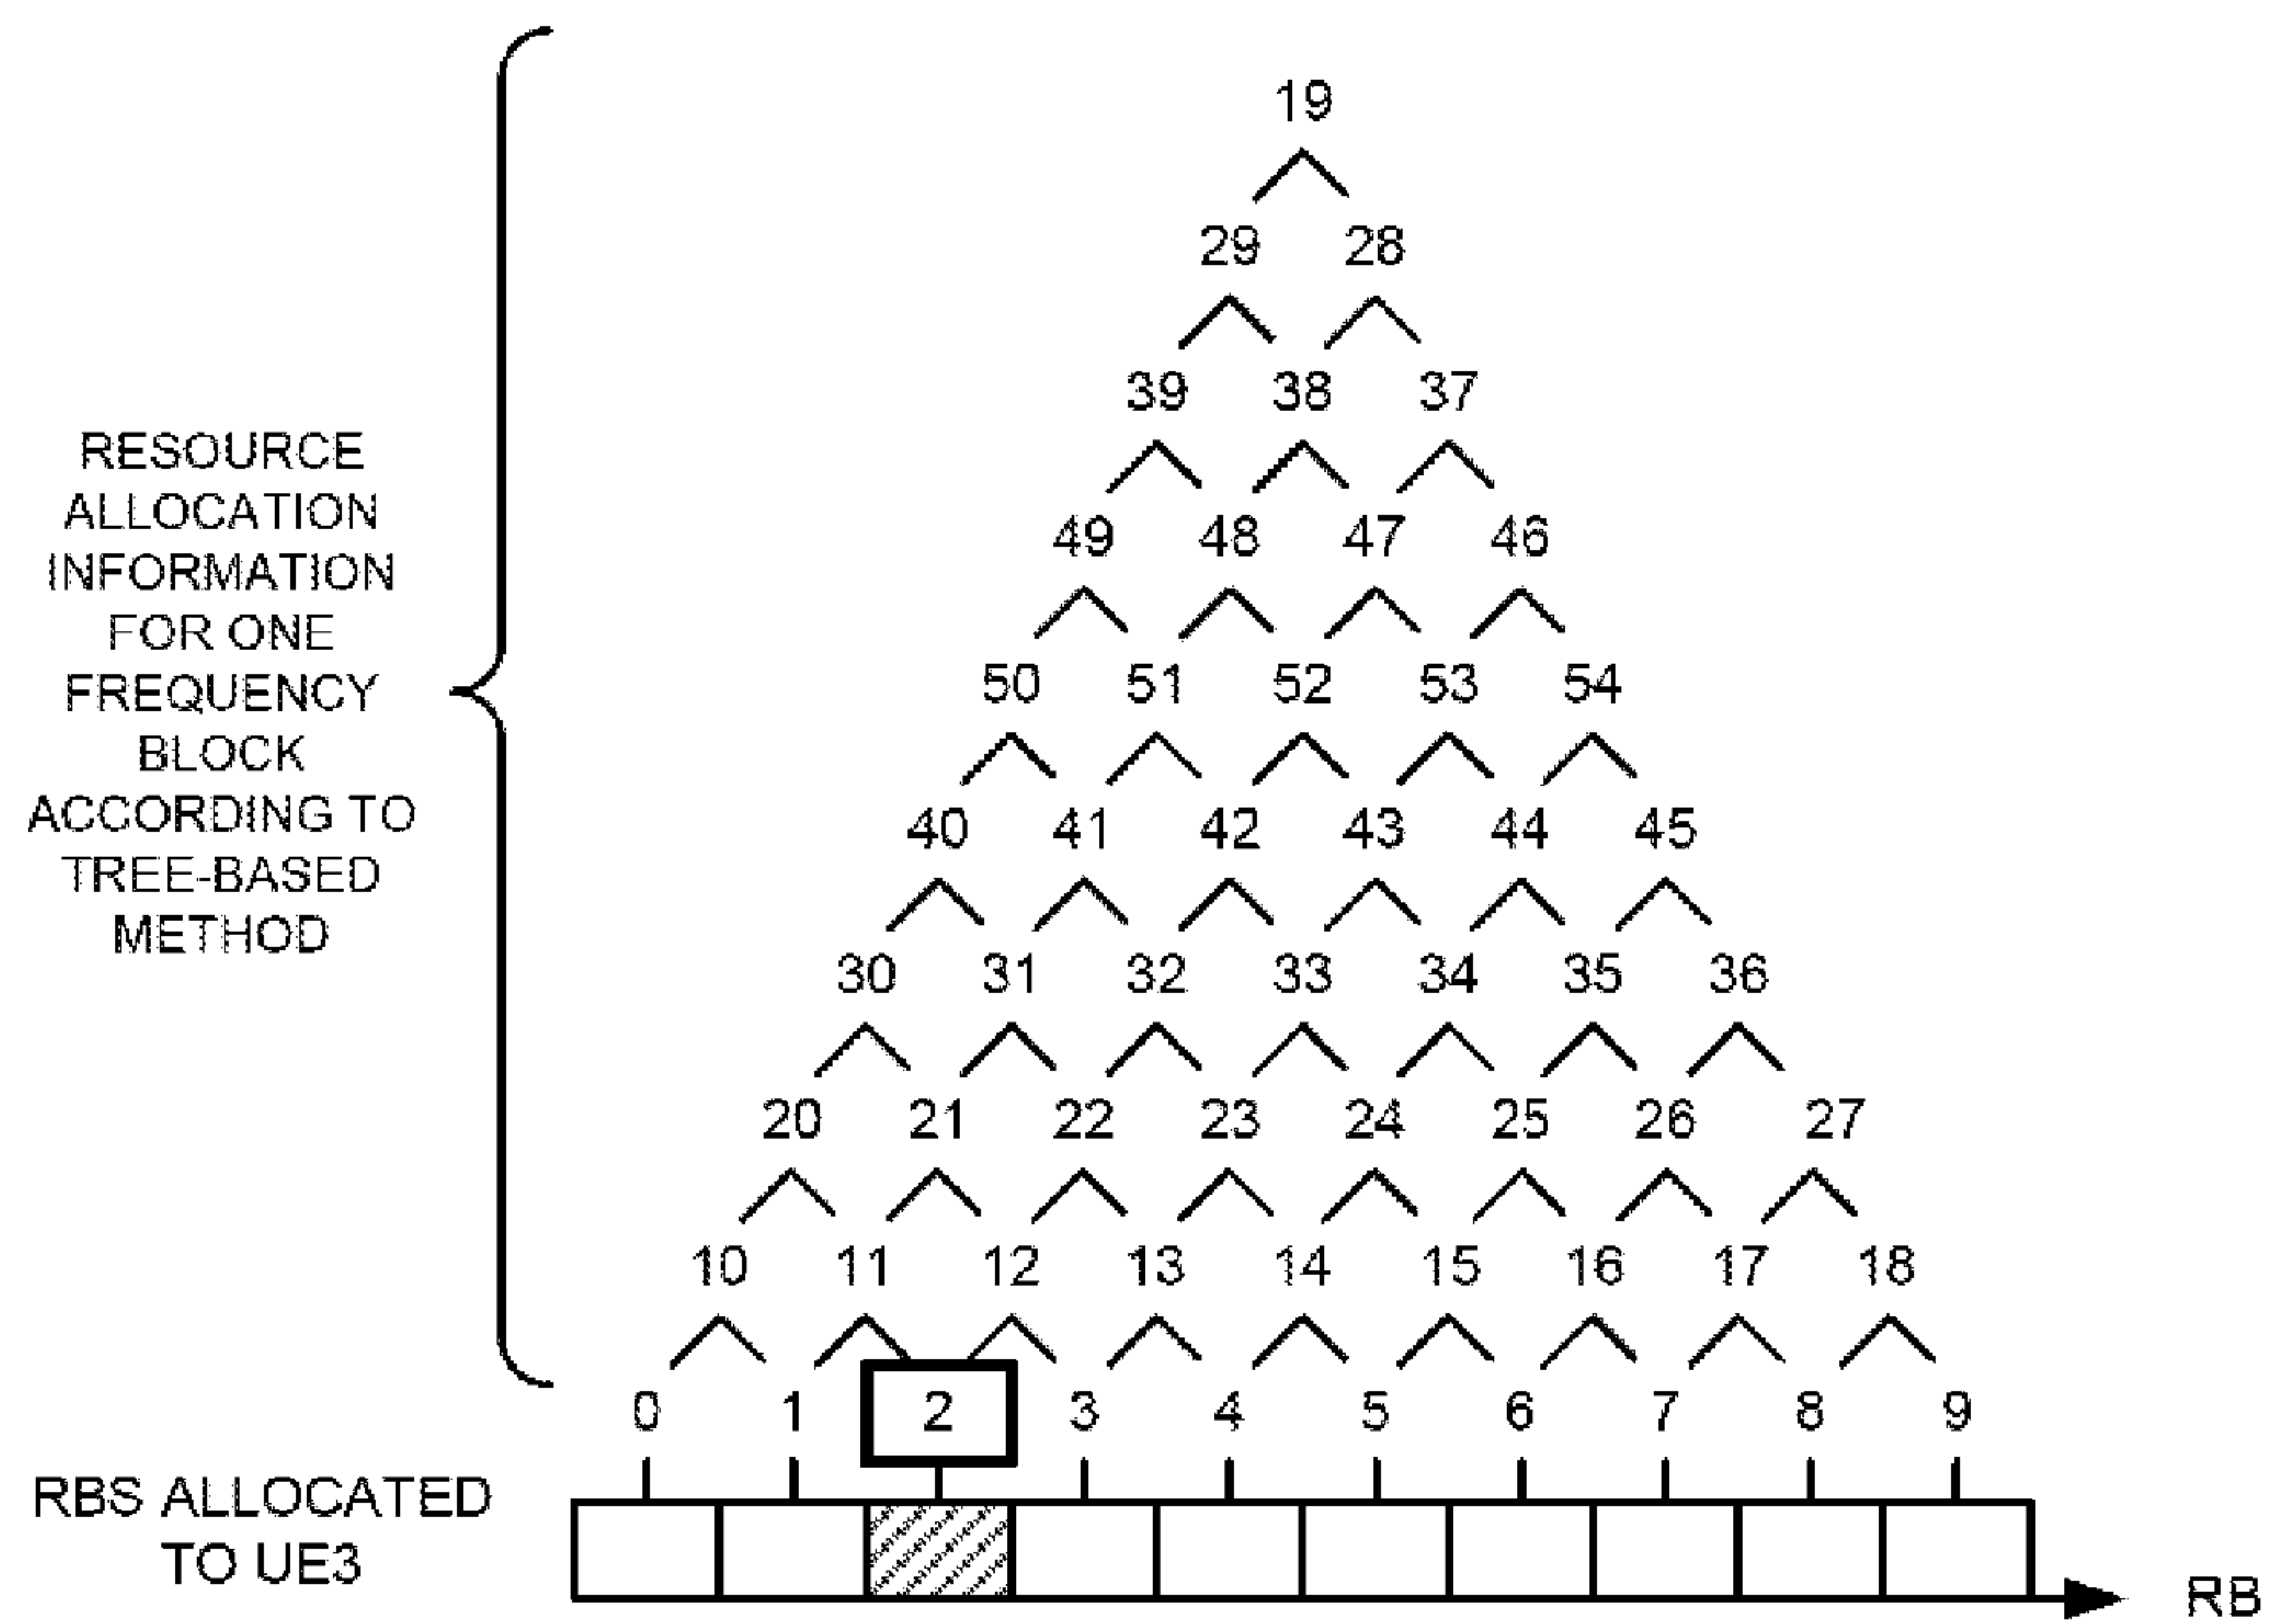 19
29 28
39 38 37
49 48 47 46
50 51 52 53 54
40 41 42 43 44 45
30 31 32 33 34 35 36
20 21 22 23 24 25 26 27
10 11 12 13 14 15 16 17 18
0 1 2 3 4 5 6 7 8 9
RESOURCE
ALLOCATION
INFORMATION
FOR ONE
FREQUENCY
BLOCK
ACCORDING TO
TREE-BASED
METHOD
RBS ALLOCATED
TO UE3
RB